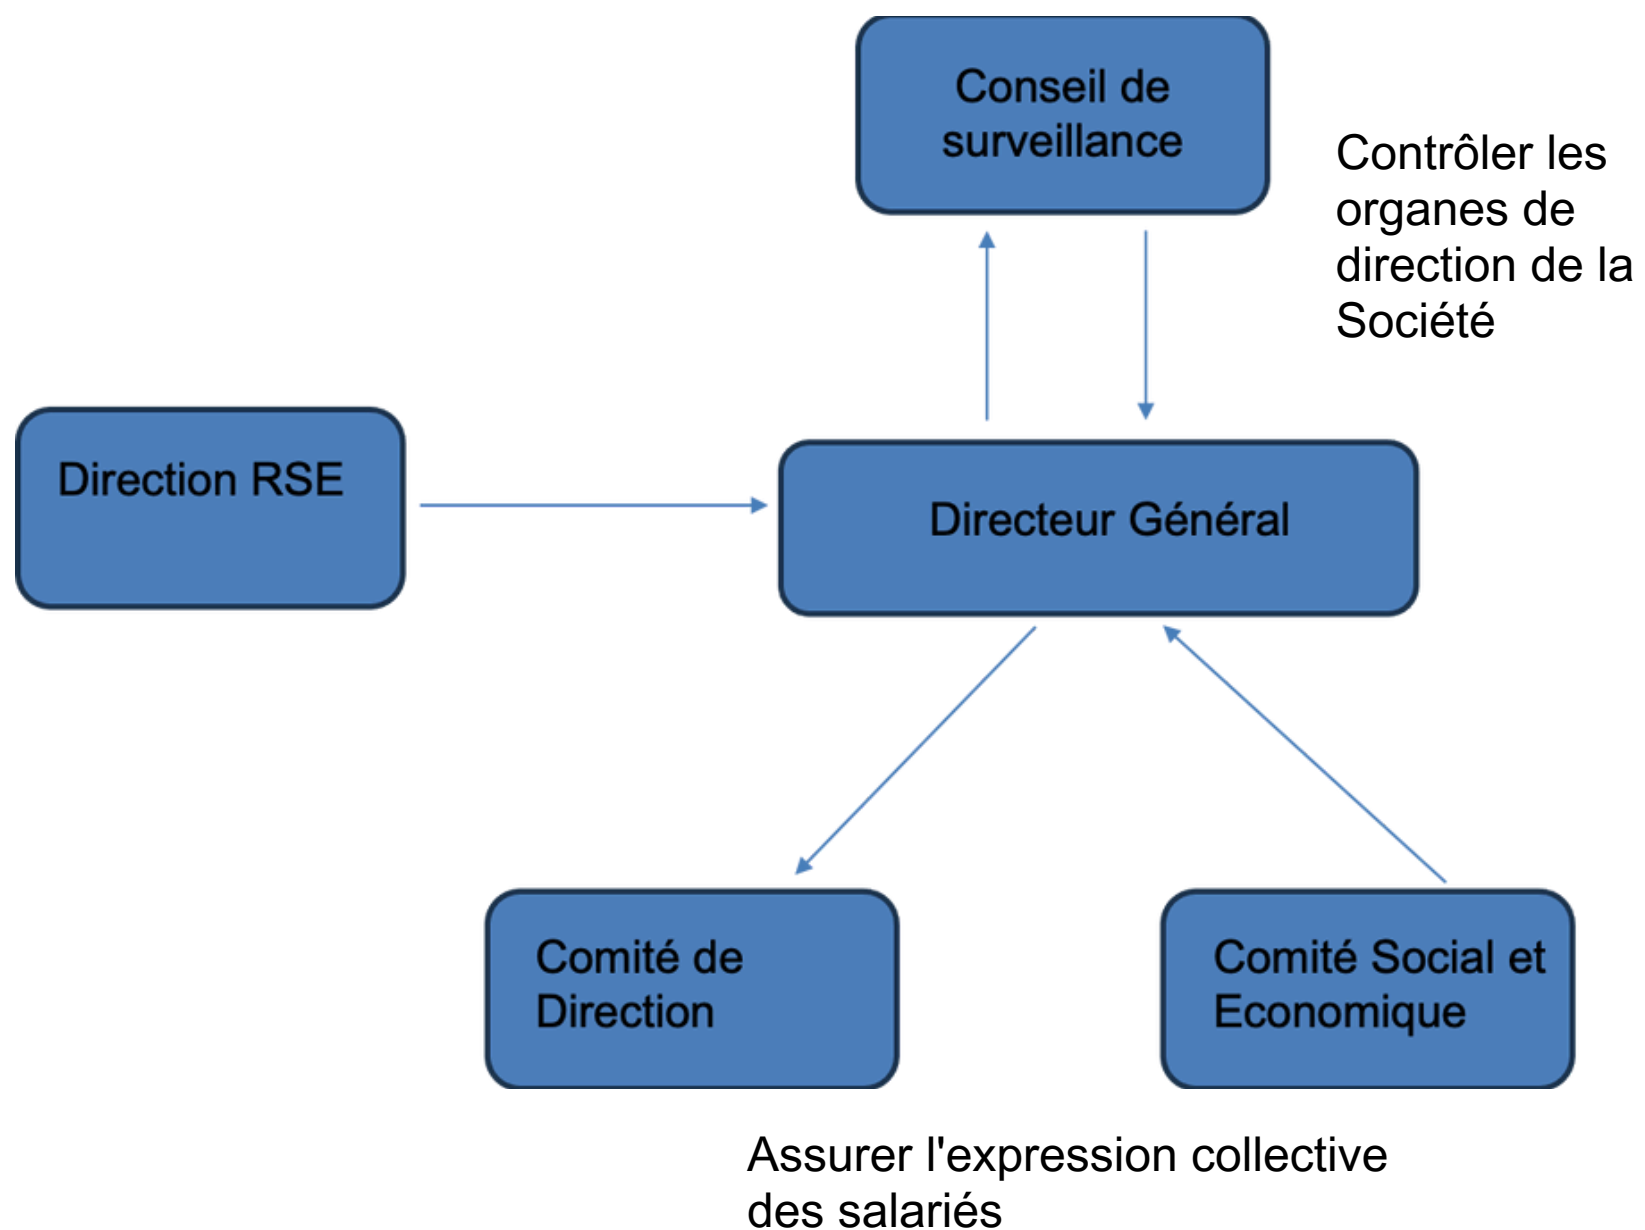 Conseil de
surveillance
Contrôler les
organes de
direction de la
Société
Direction RSE
Directeur Général
Comité de
Direction
Comité Social et
Economique
Assurer l'expression collective
des salariés